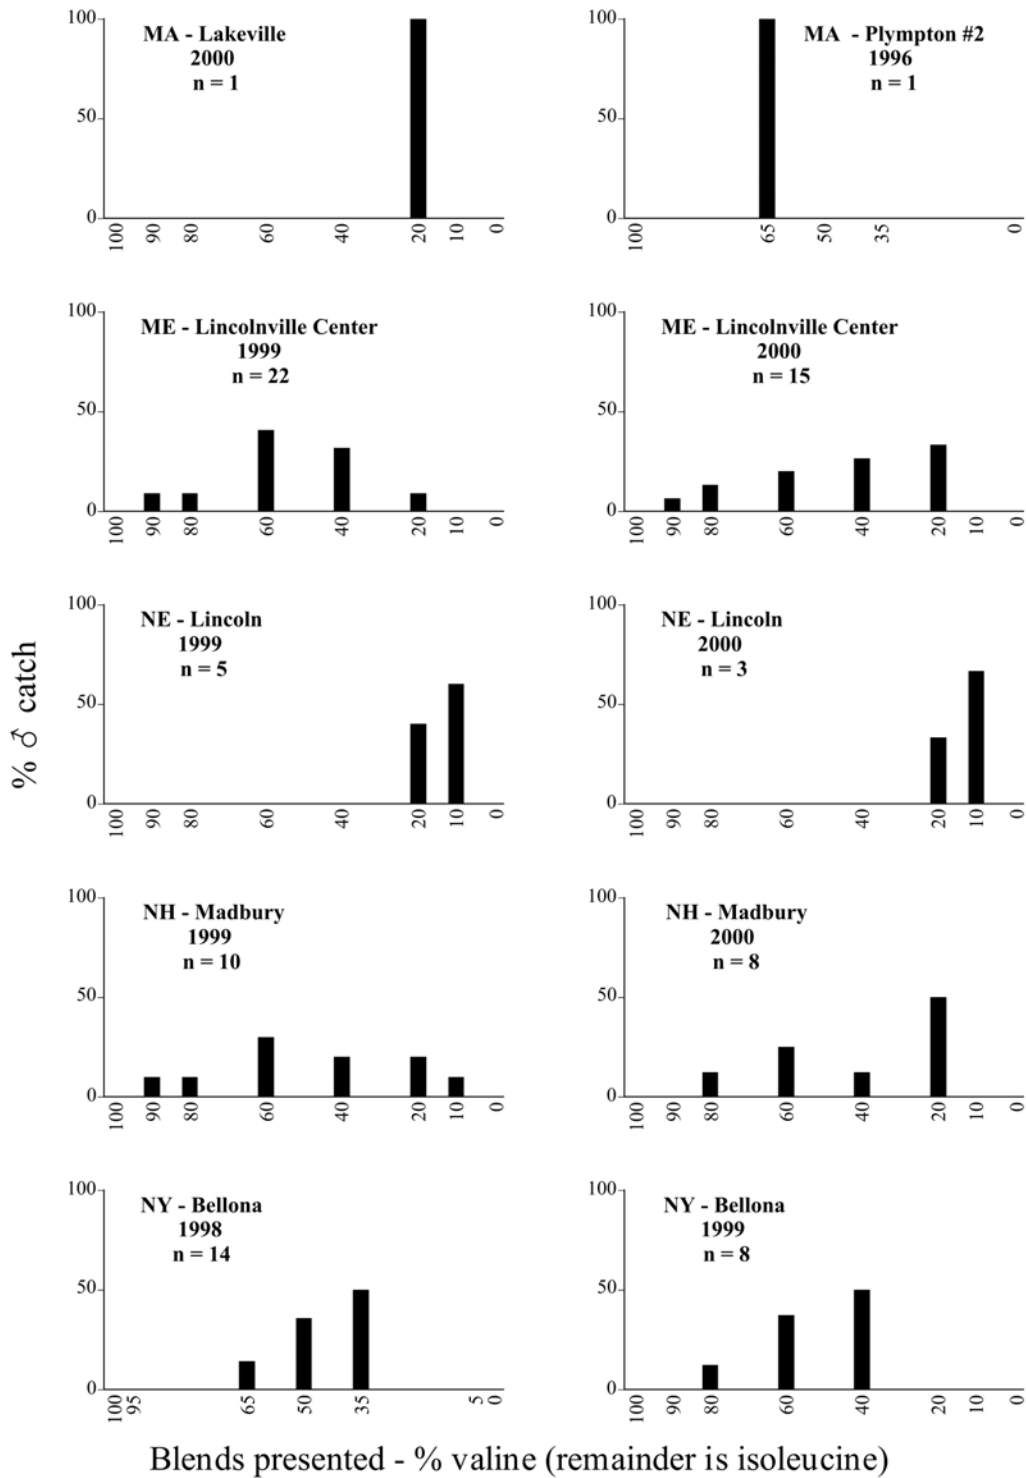 % ♂ catch
MA - Lakeville
2000
n = 1
100
50
0
100 90 80 60 40 20 10 0
MA - Plympton #2
1996
n = 1
100
50
0
100 65 50 35 0
ME - Lincolnville Center
1999
n = 22
100
50
0
100 90 80 60 40 20 10 0
ME - Lincolnville Center
2000
n = 15
100
50
0
100 90 80 60 40 20 10 0
NE - Lincoln
1999
n = 5
100
50
0
100 90 80 60 40 20 10 0
NE - Lincoln
2000
n = 3
100
50
0
100 90 80 60 40 20 10 0
NH - Madbury
1999
n = 10
100
50
0
100 90 80 60 40 20 10 0
NH - Madbury
2000
n = 8
100
50
0
100 90 80 60 40 20 10 0
NY - Bellona
1998
n = 14
100
50
0
100 95 65 50 35 5 0
NY - Bellona
1999
n = 8
100
50
0
100 90 80 60 40 20 10 0
Blends presented - % valine (remainder is isoleucine)